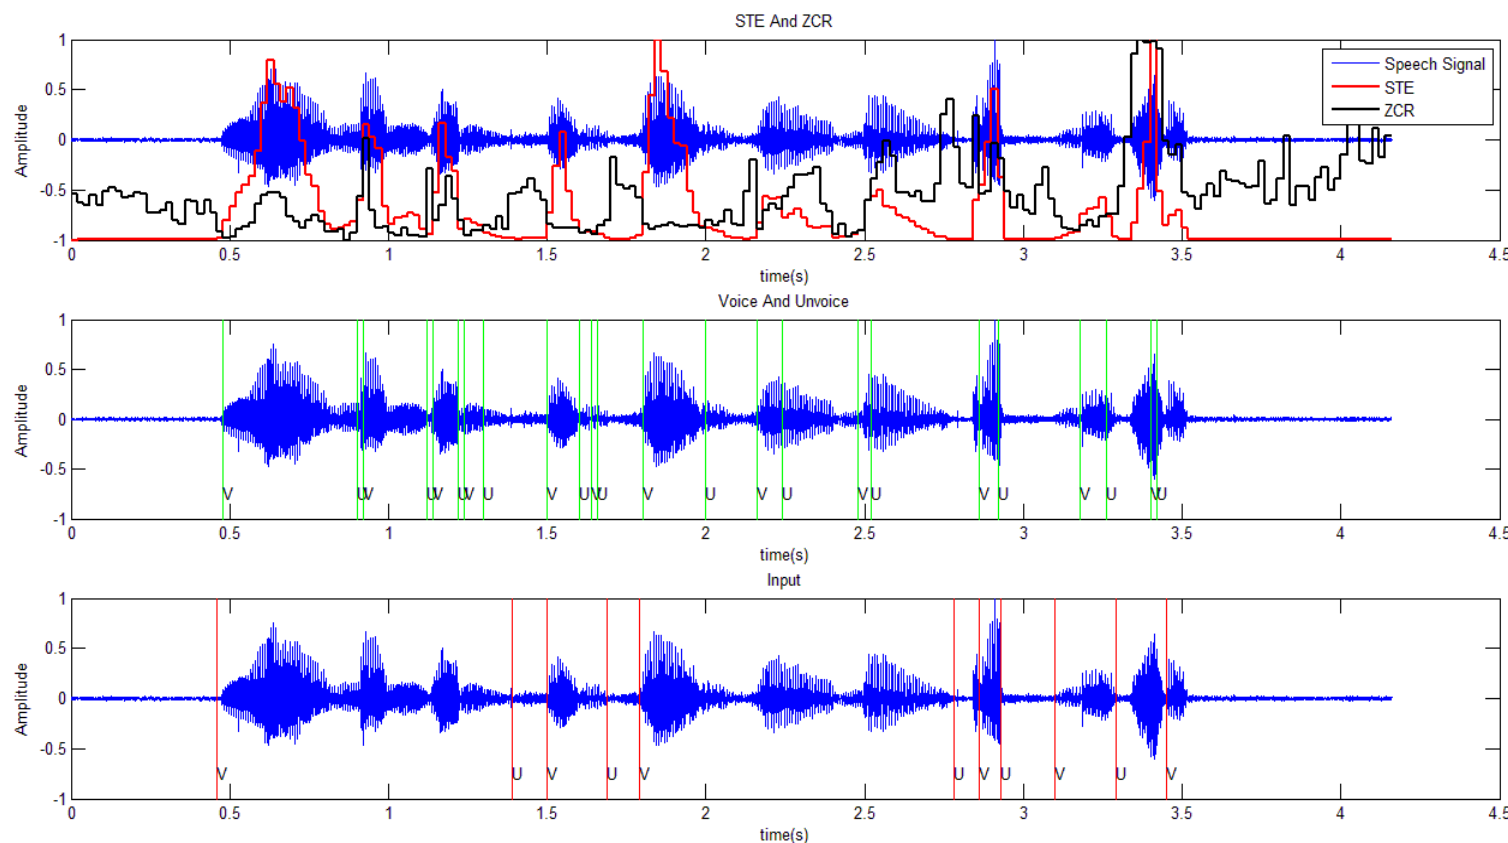 STE And ZCR
1
0.5
0
-0.5
-1
Amplitude
Speech Signal
STE
ZCR
0 0.5 1 1.5 2 2.5 3 3.5 4 4.5
time(s)
Voice And Unvoice
1
0.5
0
-0.5
-1
Amplitude
V U V U V U V U V U V U V U V U V U V U V U V U
0 0.5 1 1.5 2 2.5 3 3.5 4 4.5
time(s)
Input
1
0.5
0
-0.5
-1
Amplitude
V U V U V U V U V U V
0 0.5 1 1.5 2 2.5 3 3.5 4 4.5
time(s)